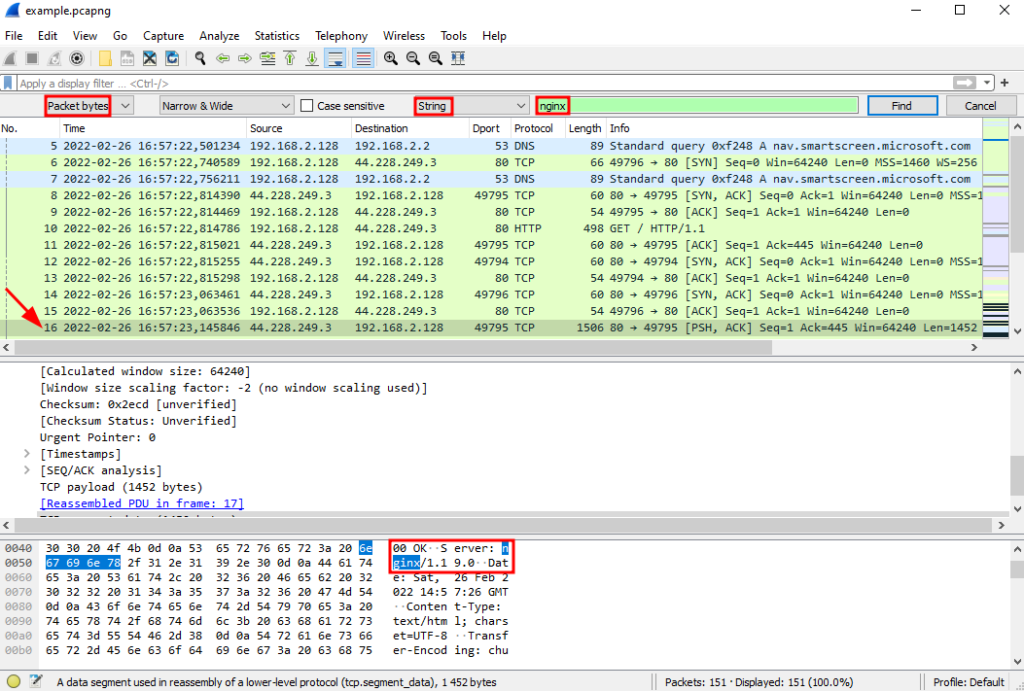 example.pcapng
File Edit View Go Capture Analyze Statistics Telephony Wireless Tools Help
Apply a display filter ... <Ctrl-/>
Packet bytes Narrow & Wide Case sensitive String nginx Find Cancel
No. Time Source Destination Dport Protocol Length Info
5 2022-02-26 16:57:22,501234 192.168.2.128 192.168.2.2 53 DNS 89 Standard query 0xf248 A nav.smartscreen.microsoft.com
6 2022-02-26 16:57:22,740589 192.168.2.128 44.228.249.3 80 TCP 66 49796 → 80 [SYN] Seq=0 Win=64240 Len=0 MSS=1460 WS=256
7 2022-02-26 16:57:22,756211 192.168.2.128 192.168.2.2 53 DNS 89 Standard query 0xf248 A nav.smartscreen.microsoft.com
8 2022-02-26 16:57:22,814390 44.228.249.3 192.168.2.128 49795 TCP 60 80 → 49795 [SYN, ACK] Seq=0 Ack=1 Win=64240 Len=0 MSS=1
9 2022-02-26 16:57:22,814469 192.168.2.128 44.228.249.3 80 TCP 54 49795 → 80 [ACK] Seq=1 Ack=1 Win=64240 Len=0
10 2022-02-26 16:57:22,814786 192.168.2.128 44.228.249.3 80 HTTP 498 GET / HTTP/1.1
11 2022-02-26 16:57:22,815021 44.228.249.3 192.168.2.128 49795 TCP 60 80 → 49795 [ACK] Seq=1 Ack=445 Win=64240 Len=0
12 2022-02-26 16:57:22,815255 44.228.249.3 192.168.2.128 49794 TCP 60 80 → 49794 [SYN, ACK] Seq=0 Ack=1 Win=64240 Len=0 MSS=1
13 2022-02-26 16:57:22,815298 192.168.2.128 44.228.249.3 80 TCP 54 49794 → 80 [ACK] Seq=1 Ack=1 Win=64240 Len=0
14 2022-02-26 16:57:23,063461 44.228.249.3 192.168.2.128 49796 TCP 60 80 → 49796 [SYN, ACK] Seq=0 Ack=1 Win=64240 Len=0 MSS=1
15 2022-02-26 16:57:23,063536 192.168.2.128 44.228.249.3 80 TCP 54 49796 → 80 [ACK] Seq=1 Ack=1 Win=64240 Len=0
16 2022-02-26 16:57:23,145846 44.228.249.3 192.168.2.128 49795 TCP 1506 80 → 49795 [PSH, ACK] Seq=1 Ack=445 Win=64240 Len=1452
[Calculated window size: 64240]
[Window size scaling factor: -2 (no window scaling used)]
Checksum: 0x2ecd [unverified]
[Checksum Status: Unverified]
Urgent Pointer: 0
[Timestamps]
[SEQ/ACK analysis]
TCP payload (1452 bytes)
[Reassembled PDU in frame: 17]
0040 30 30 20 4f 4b 0d 0a 53 65 72 76 65 72 3a 20 6e 00 OK··S erver: n
0050 67 69 6e 78 2f 31 2e 31 39 2e 30 0d 0a 44 61 74 ginx/1.1 9.0··Dat
0060 65 3a 20 53 61 74 2c 20 32 36 20 46 65 62 20 32 e: Sat, 26 Feb 2
0070 30 32 32 20 31 34 3a 35 37 3a 32 36 20 47 4d 54 022 14:5 7:26 GMT
0080 0d 0a 43 6f 6e 74 65 6e 74 2d 54 79 70 65 3a 20 ··Conten t-Type:
0090 74 65 78 74 2f 68 74 6d 6c 3b 20 63 68 61 72 73 text/htm l; chars
00a0 65 74 3d 55 54 46 2d 38 0d 0a 54 72 61 6e 73 66 et=UTF-8 ··Transf
00b0 65 72 2d 45 6e 63 6f 64 69 6e 67 3a 20 63 68 75 er-Encod ing: chu
A data segment used in reassembly of a lower-level protocol (tcp.segment_data), 1 452 bytes Packets: 151 · Displayed: 151 (100.0%) Profile: Default